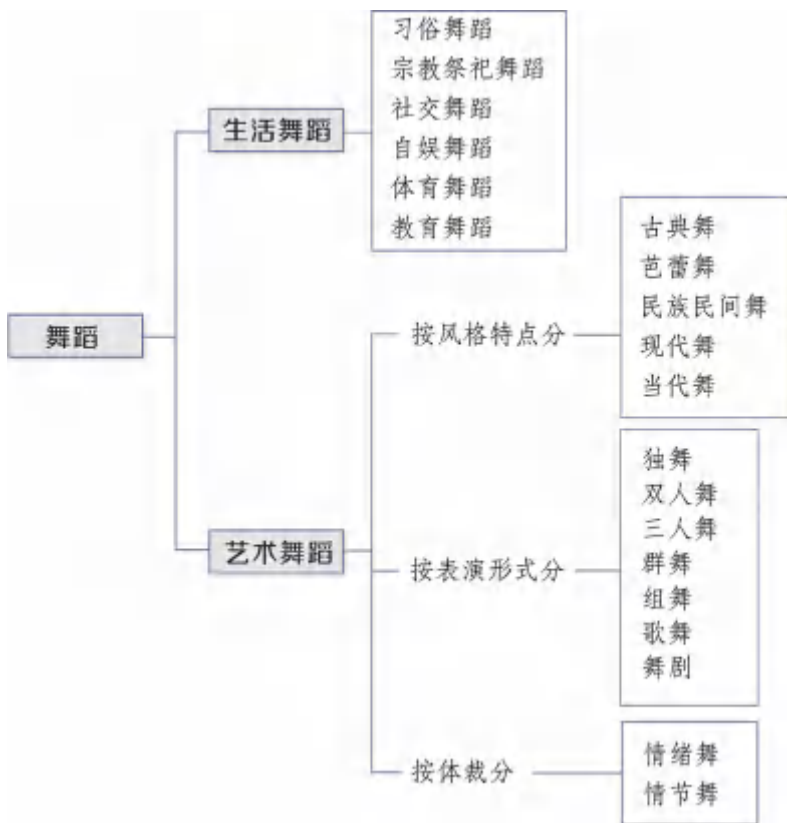 舞蹈
生活舞蹈
习俗舞蹈
宗教祭祀舞蹈
社交舞蹈
自娱舞蹈
体育舞蹈
教育舞蹈
艺术舞蹈
按风格特点分
古典舞
芭蕾舞
民族民间舞
现代舞
当代舞
按表演形式分
独舞
双人舞
三人舞
群舞
组舞
歌舞
舞剧
按体裁分
情绪舞
情节舞